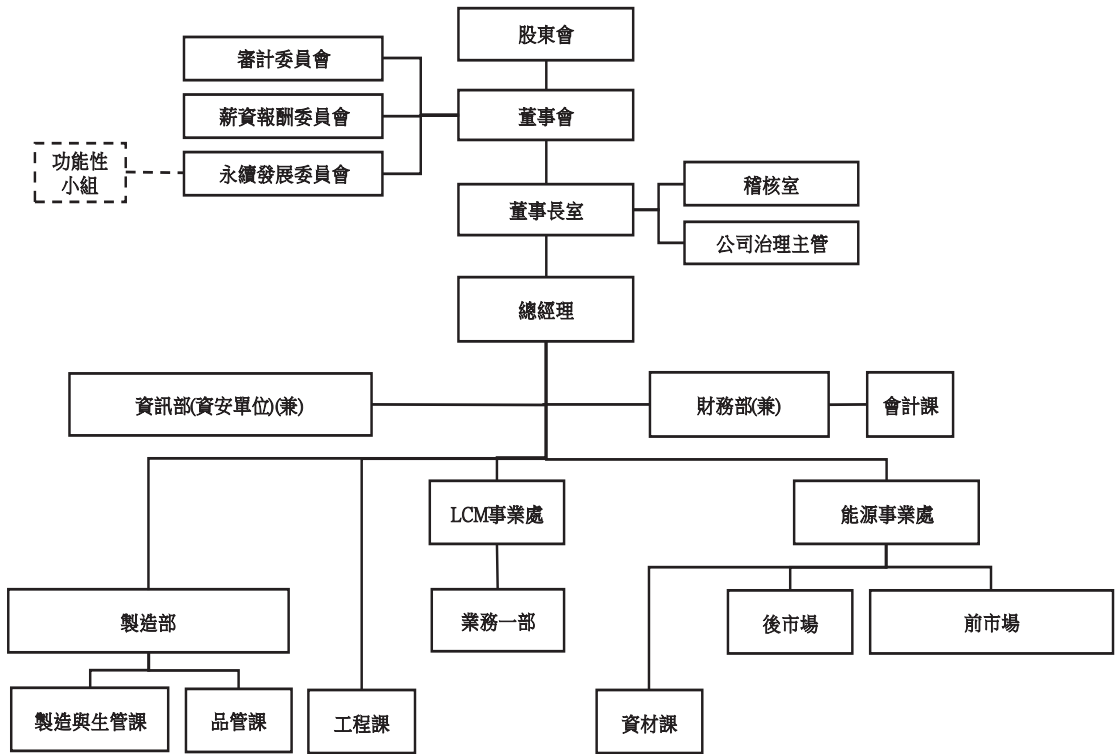 股東會
審計委員會
薪資報酬委員會
董事會
功能性
小組
永續發展委員會
董事長室
稽核室
公司治理主管
總經理
資訊部(資安單位)(兼)
財務部(兼)
會計課
LCM事業處
能源事業處
製造部
業務一部
後市場
前市場
製造與生管課
品管課
工程課
資材課